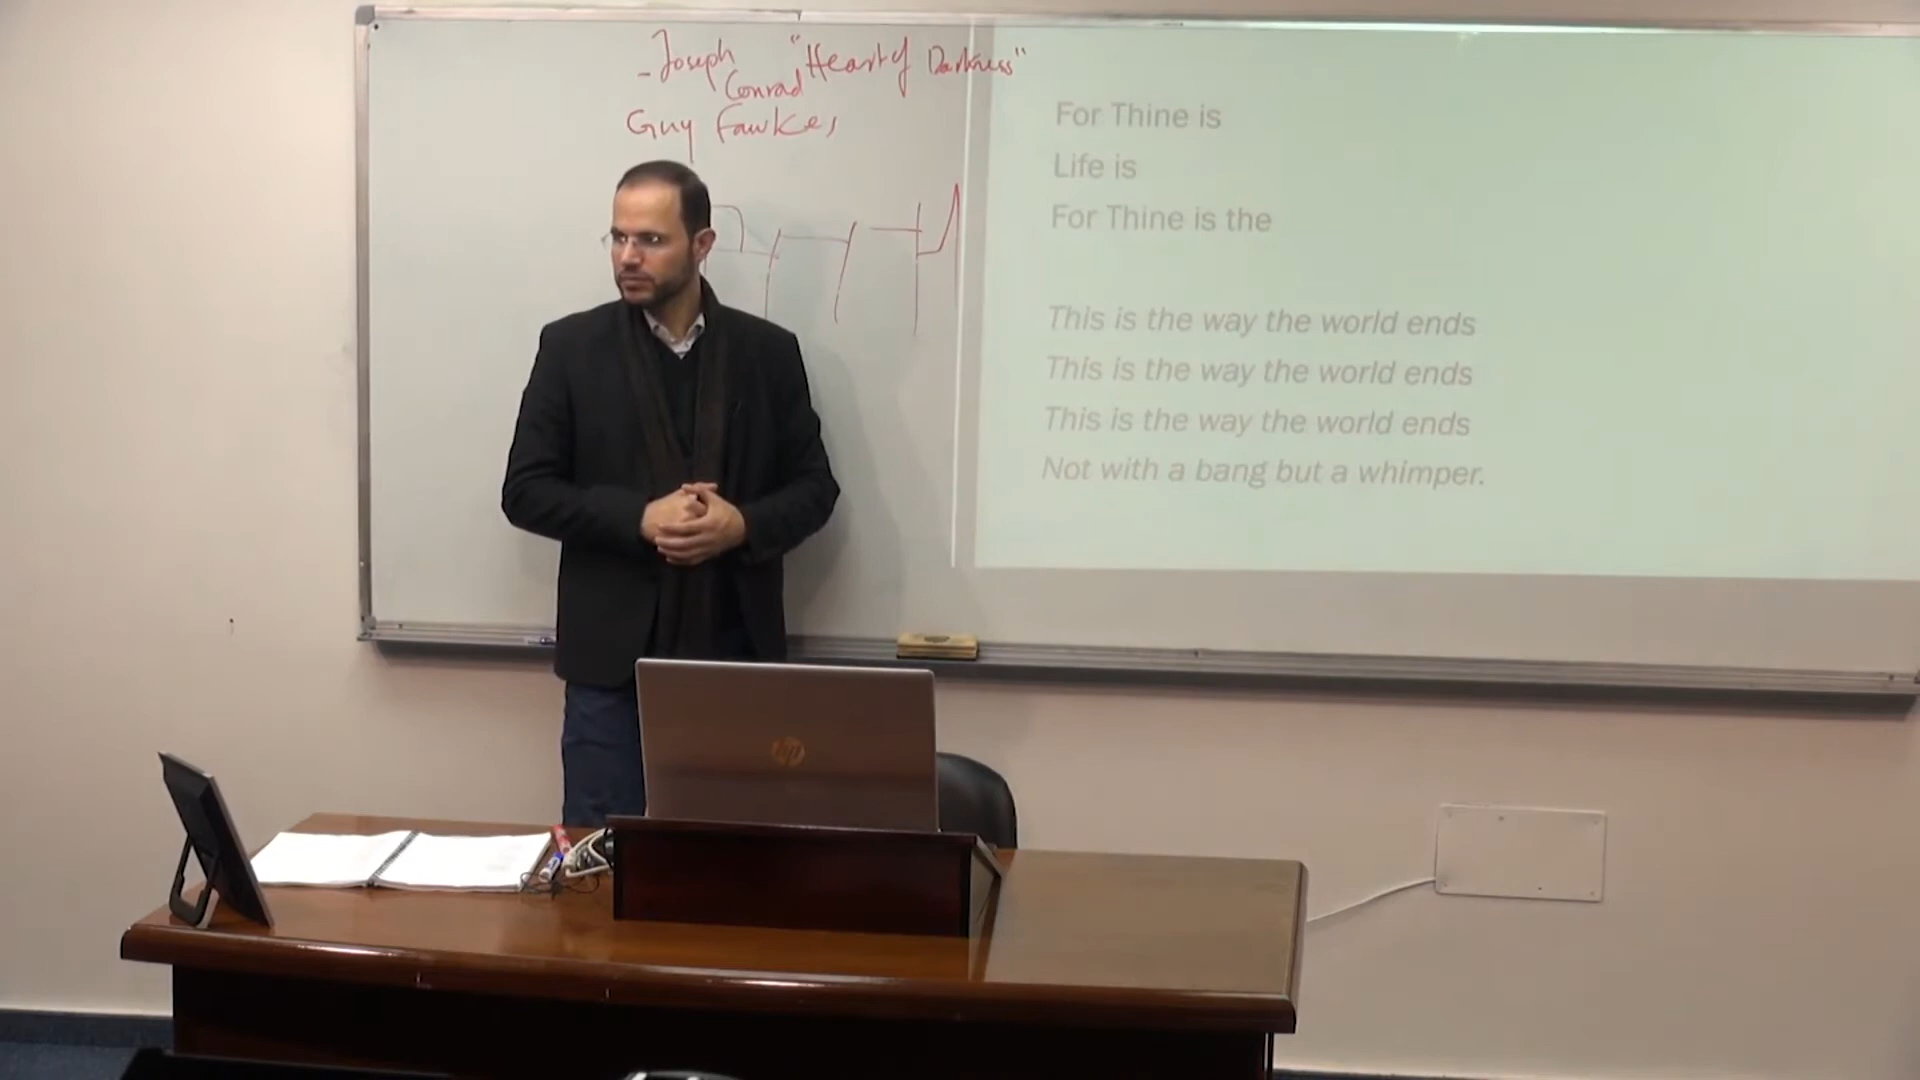 - Joseph "Heart of Darkness"
Conrad
Guy Fawkes
For Thine is
Life is
For Thine is the
This is the way the world ends
This is the way the world ends
This is the way the world ends
Not with a bang but a whimper.
hp